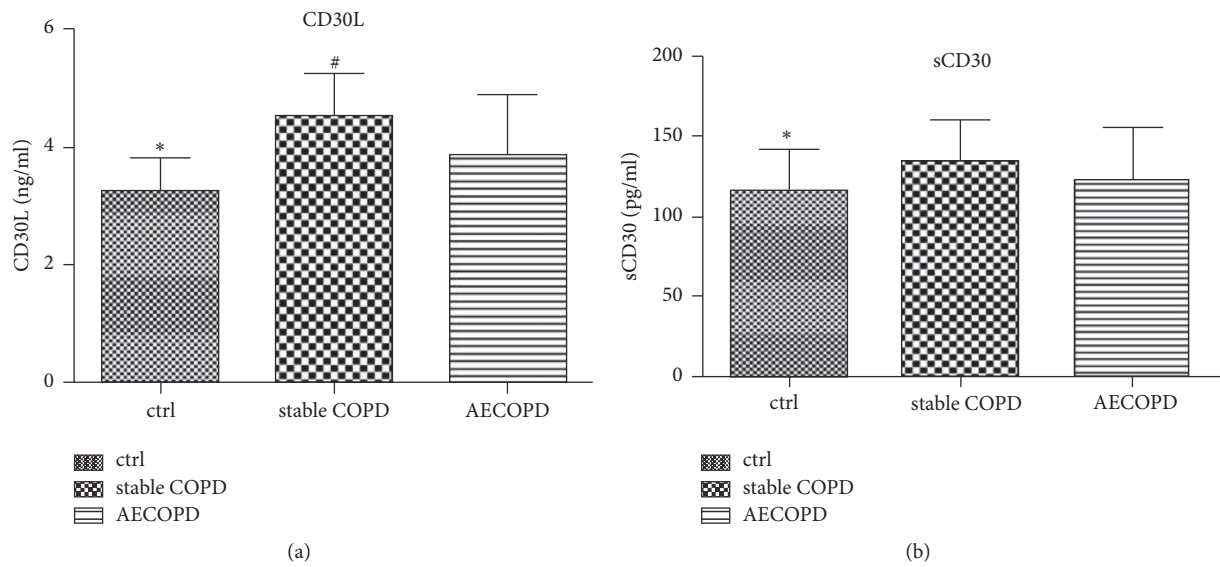 CD30L
6
#
4
*
2
0
CD30L (ng/ml)
ctrl
stable COPD
AECOPD
ctrl
stable COPD
AECOPD
(a)
sCD30
200
150
*
100
50
0
sCD30 (pg/ml)
ctrl
stable COPD
AECOPD
ctrl
stable COPD
AECOPD
(b)